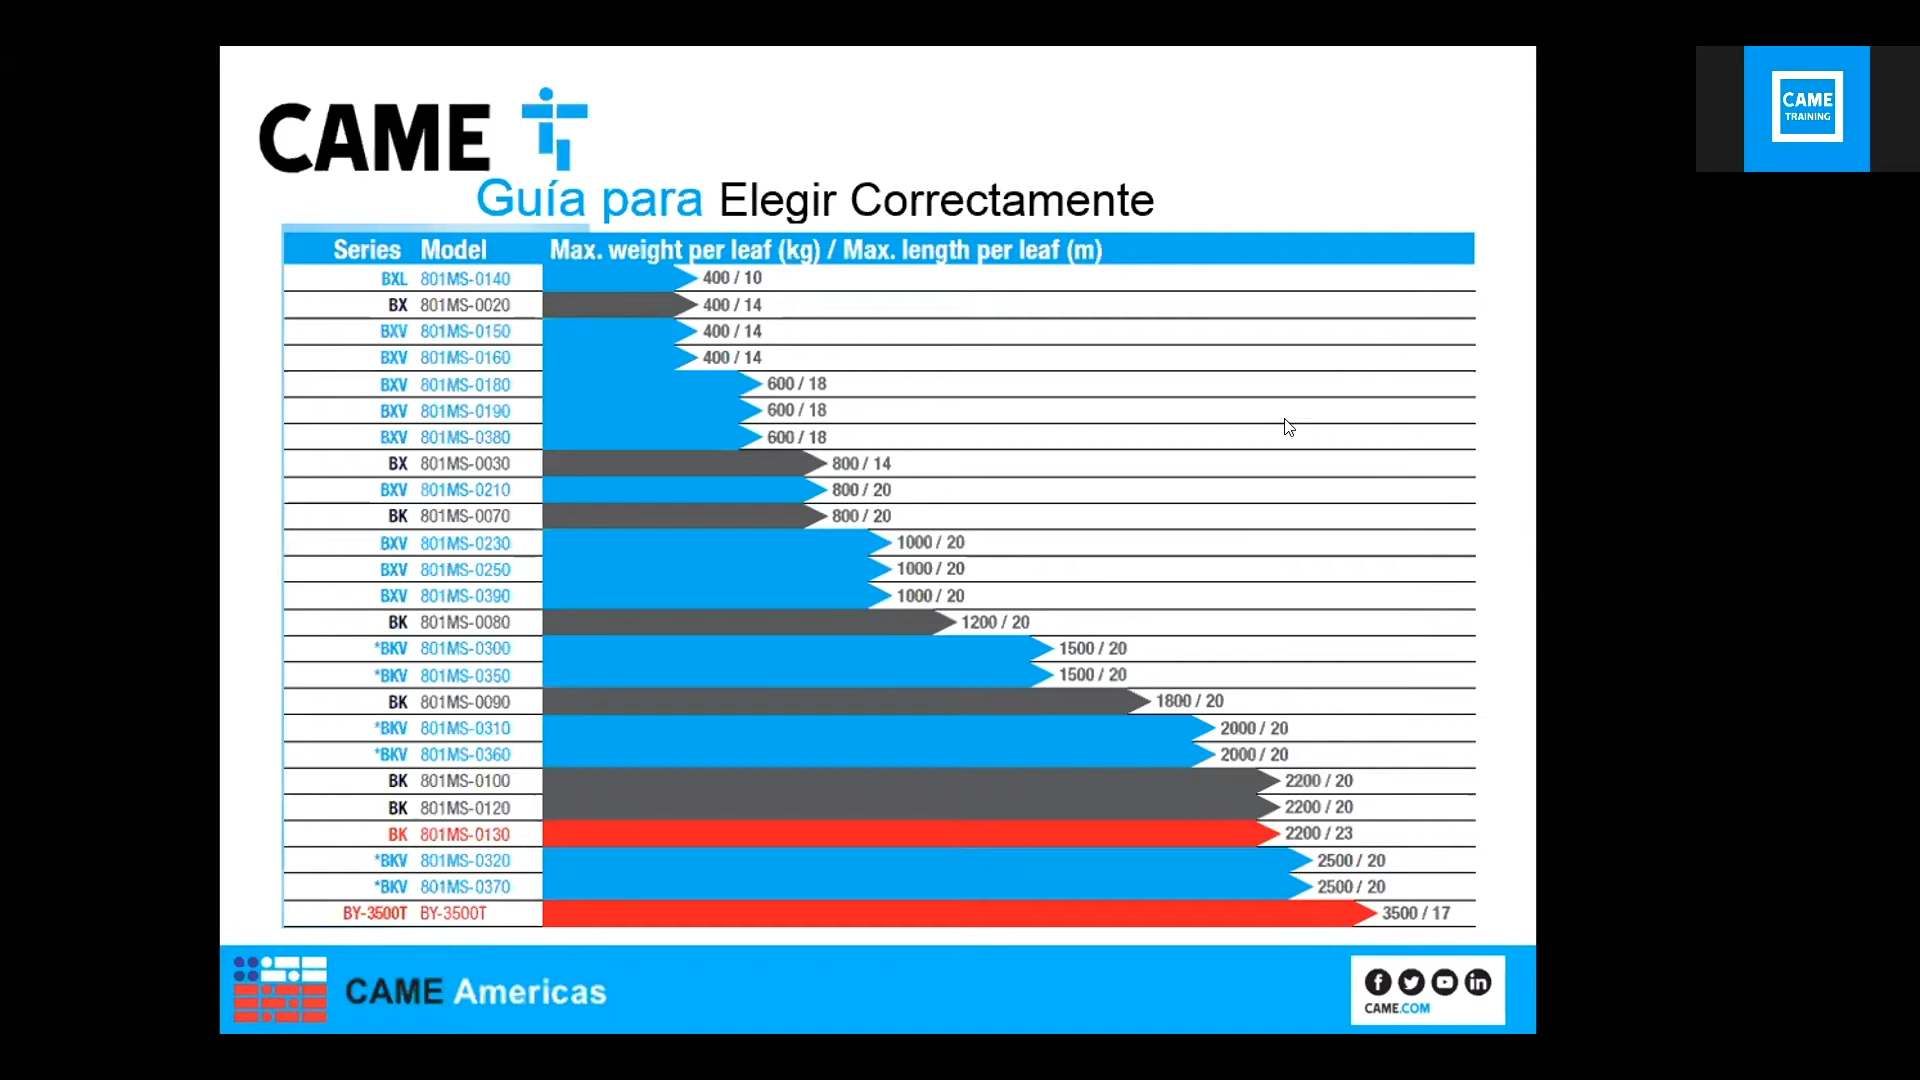 CAME
TRAINING
CAME
Guía para Elegir Correctamente
Series Model Max. weight per leaf (kg) / Max. length per leaf (m)
BXL 801MS-0140 400 / 10
BX 801MS-0020 400 / 14
BXV 801MS-0150 400 / 14
BXV 801MS-0160 400 / 14
BXV 801MS-0180 600 / 18
BXV 801MS-0190 600 / 18
BXV 801MS-0380 600 / 18
BX 801MS-0030 800 / 14
BXV 801MS-0210 800 / 20
BK 801MS-0070 800 / 20
BXV 801MS-0230 1000 / 20
BXV 801MS-0250 1000 / 20
BXV 801MS-0390 1000 / 20
BK 801MS-0080 1200 / 20
*BKV 801MS-0300 1500 / 20
*BKV 801MS-0350 1500 / 20
BK 801MS-0090 1800 / 20
*BKV 801MS-0310 2000 / 20
*BKV 801MS-0360 2000 / 20
BK 801MS-0100 2200 / 20
BK 801MS-0120 2200 / 20
BK 801MS-0130 2200 / 23
*BKV 801MS-0320 2500 / 20
*BKV 801MS-0370 2500 / 20
BY-3500T BY-3500T 3500 / 17
CAME Americas
CAME.COM